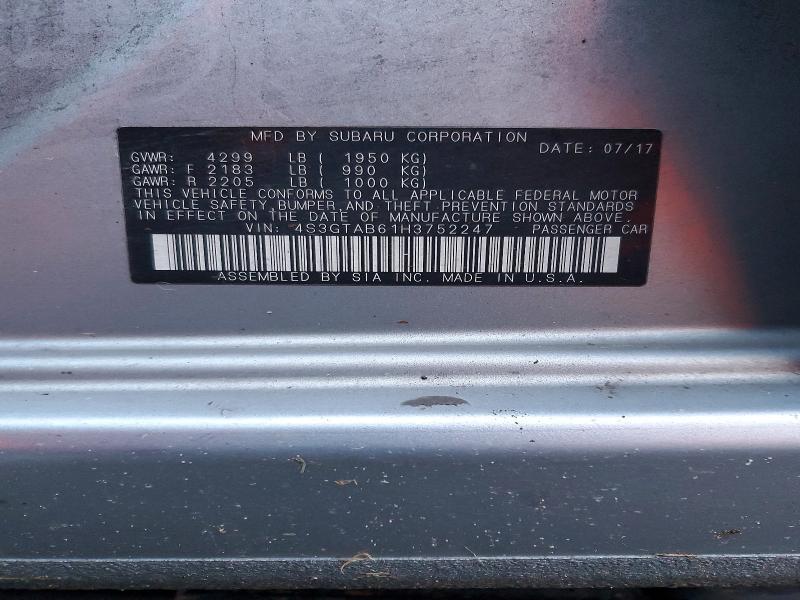 MFD BY SUBARU CORPORATION
DATE: 07/17
GVWR: 4299 LB ( 1950 KG)
GAWR: F 2183 LB ( 990 KG)
GAWR: R 2205 LB ( 1000 KG)
THIS VEHICLE CONFORMS TO ALL APPLICABLE FEDERAL MOTOR
VEHICLE SAFETY, BUMPER, AND THEFT PREVENTION STANDARDS
IN EFFECT ON THE DATE OF MANUFACTURE SHOWN ABOVE.
VIN: 4S3GTAB61H3752247 PASSENGER CAR
ASSEMBLED BY SIA INC. MADE IN U.S.A.